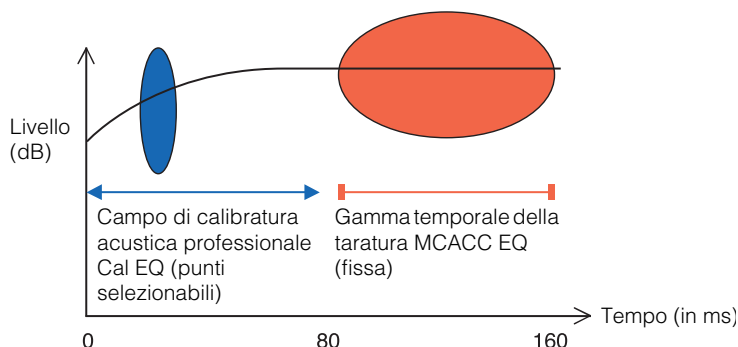 Livello
(dB)
Campo di calibratura
acustica professionale
Cal EQ (punti
selezionabili)
Gamma temporale della
taratura MCACC EQ
(fissa)
Tempo (in ms)
0
80
160